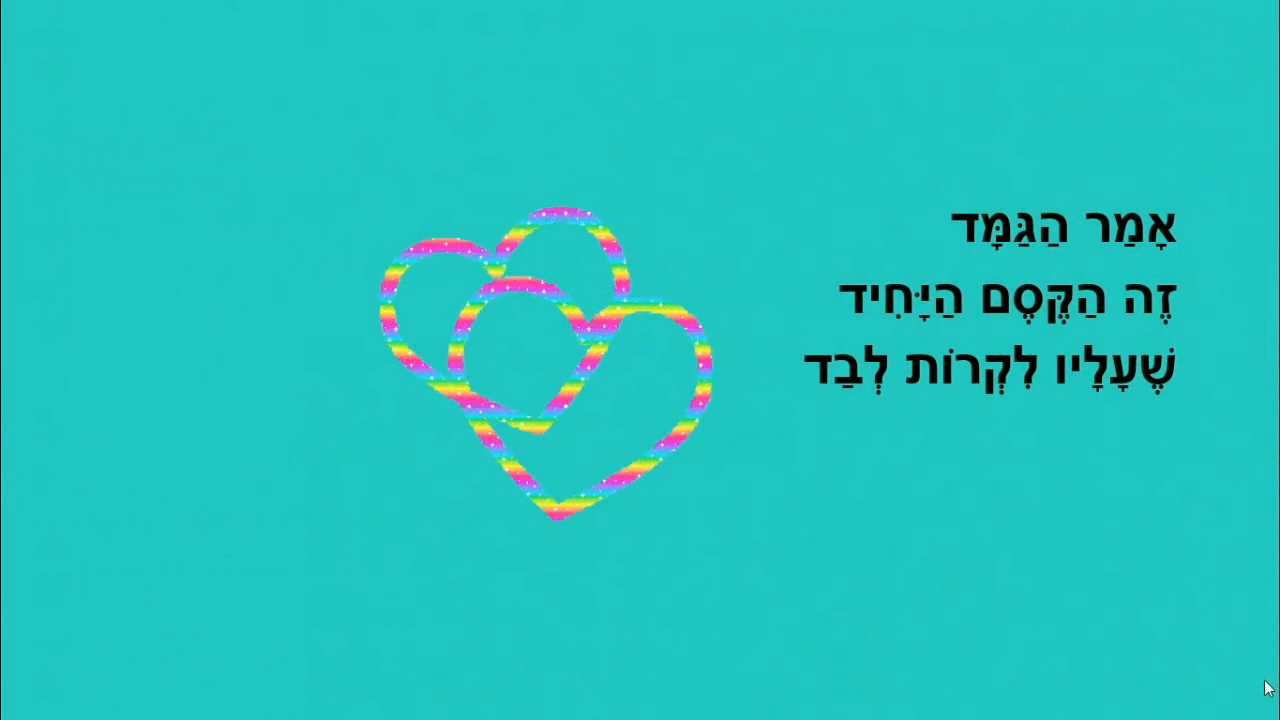 אָמַר הַגַּמָּד
זֶה הַקֶּסֶם הַיָּחִיד
שֶׁעָלָיו לִקְרוֹת לְבַד